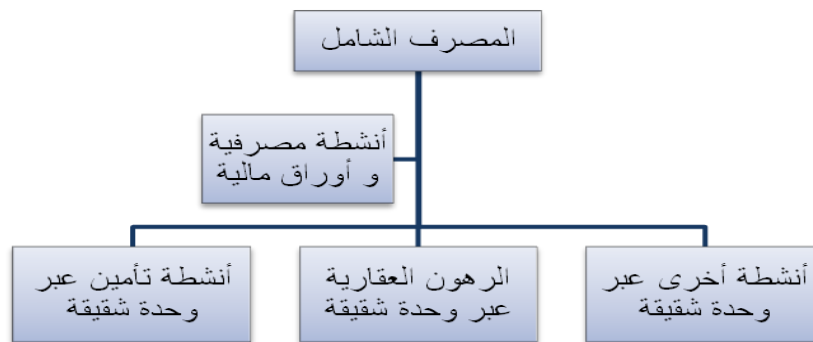 المصرف الشامل
أنشطة مصرفية
و أوراق مالية
أنشطة أخرى عبر
وحدة شقيقة
الرهون العقارية
عبر وحدة شقيقة
أنشطة تأمين عبر
وحدة شقيقة